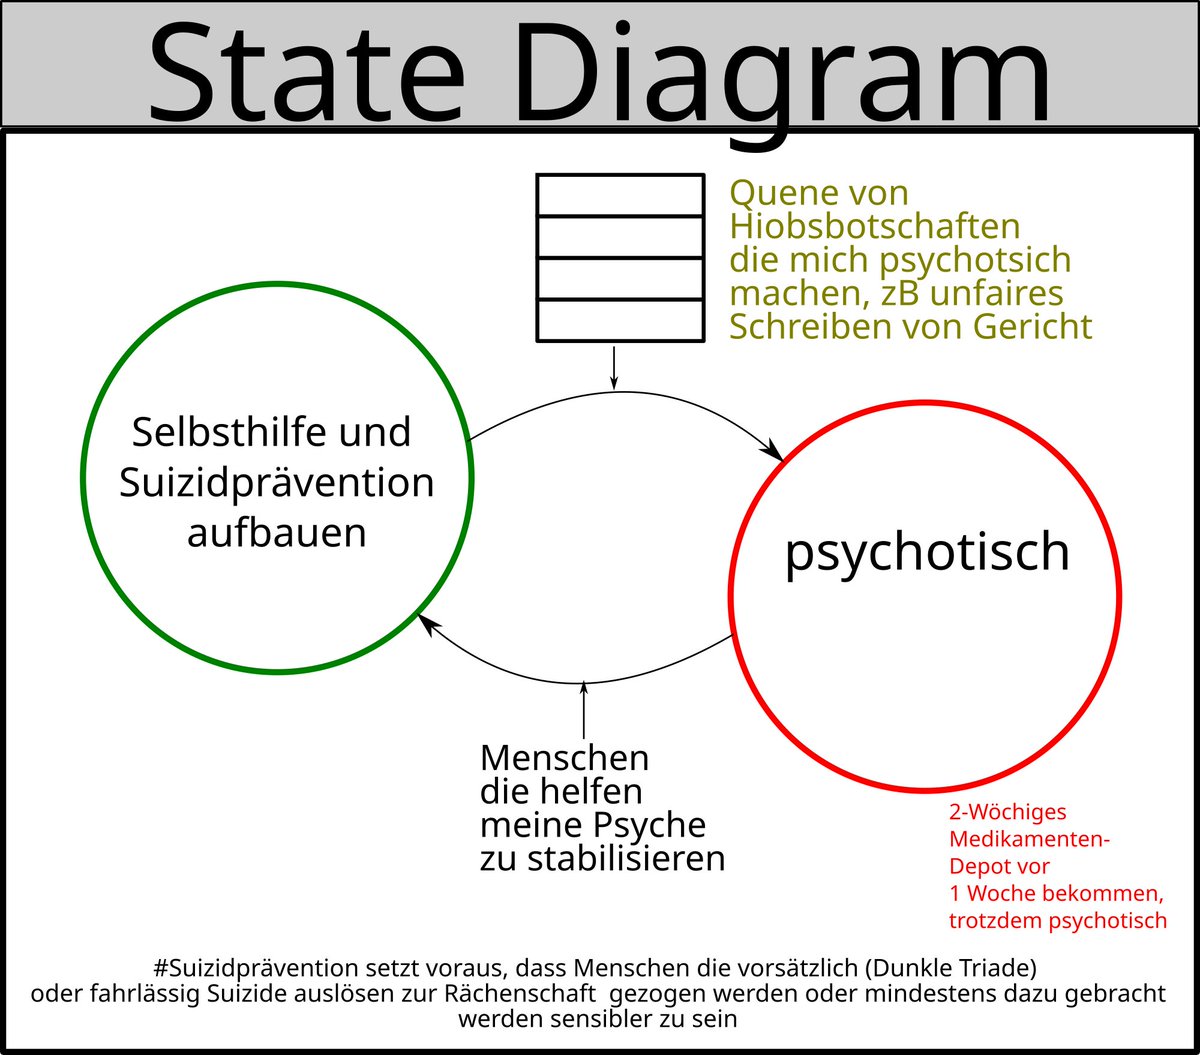 State Diagram
Quene von
Hiobsbotschaften
die mich psychotsich
machen, zB unfaires
Schreiben von Gericht
Selbsthilfe und
Suizidprävention
aufbauen
psychotisch
Menschen
die helfen
meine Psyche
zu stabilisieren
2-Wöchiges
Medikamenten-
Depot vor
1 Woche bekommen,
trotzdem psychotisch
#Suizidprävention setzt voraus, dass Menschen die vorsätzlich (Dunkle Triade)
oder fahrlässig Suizide auslösen zur Rächenschaft  gezogen werden oder mindestens dazu gebracht
werden sensibler zu sein